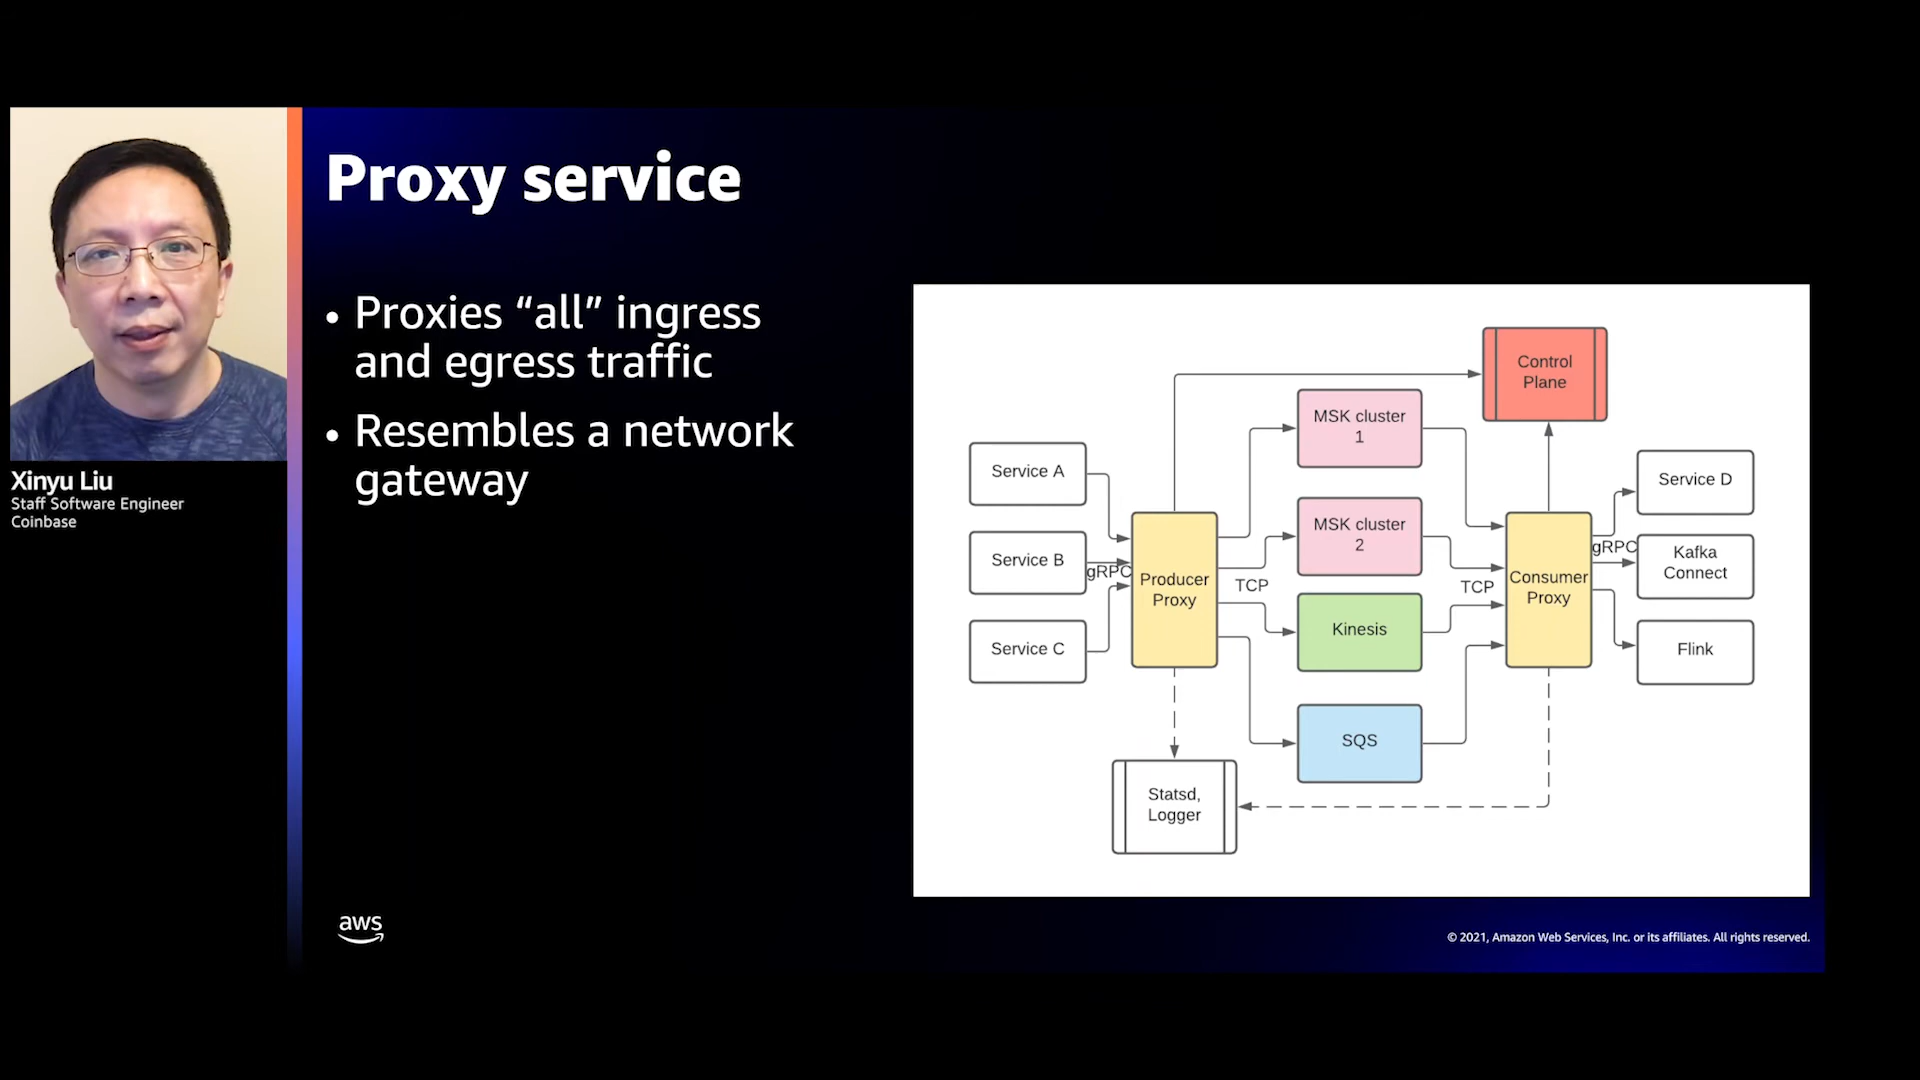 Proxy service
• Proxies “all” ingress
and egress traffic
• Resembles a network
gateway
Xinyu Liu
Staff Software Engineer
Coinbase
Control
Plane
MSK cluster
1
Service A
Service D
MSK cluster
2
Service B
gRPC
Producer
Proxy
TCP
TCP
Consumer
Proxy
gRPC
Kafka
Connect
Kinesis
Service C
Flink
SQS
Statsd,
Logger
aws
© 2021, Amazon Web Services, Inc. or its affiliates. All rights reserved.